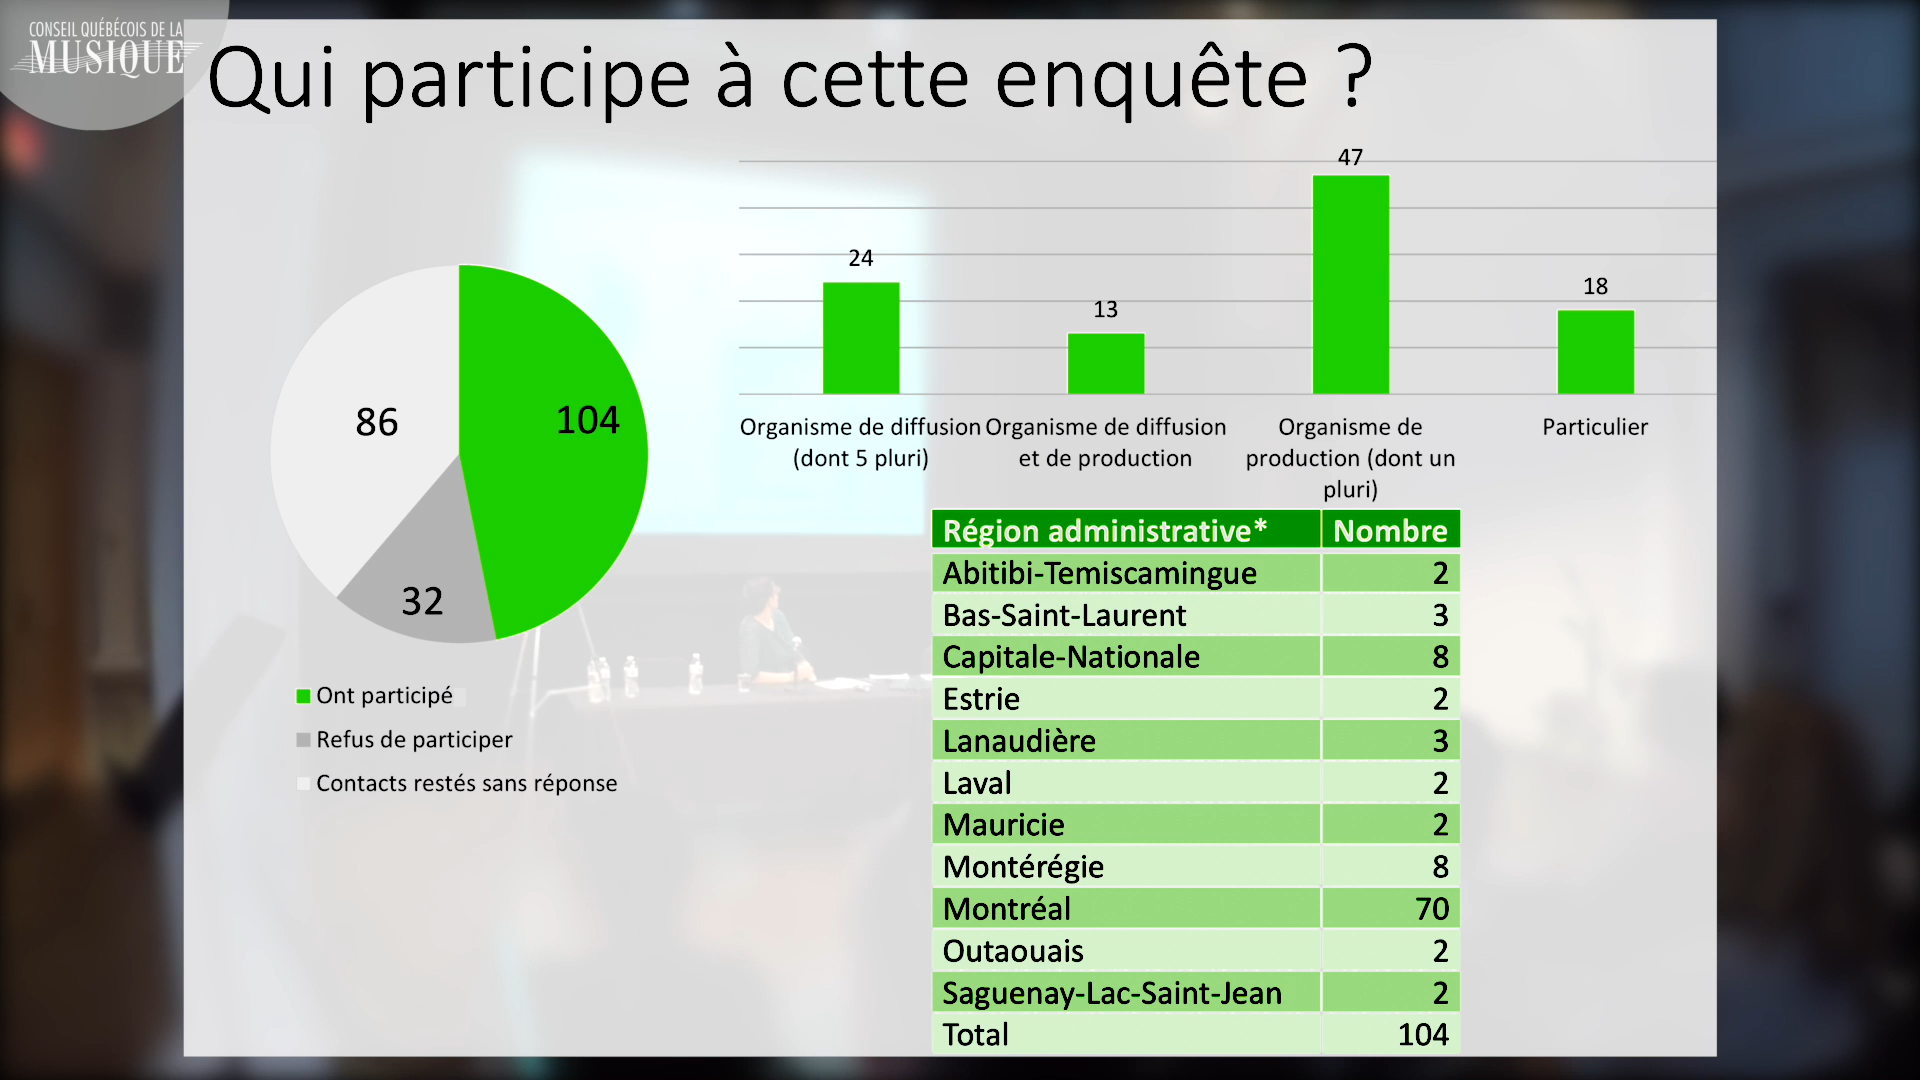 CONSEIL QUÉBÉCOIS DE LA
MUSIQUE
Qui participe à cette enquête ?
86
104
32
Ont participé
Refus de participer
Contacts restés sans réponse
24
13
47
18
Organisme de diffusion
(dont 5 pluri)
Organisme de diffusion
et de production
Organisme de
production (dont un
pluri)
Particulier
Région administrative* Nombre
Abitibi-Temiscamingue 2
Bas-Saint-Laurent 3
Capitale-Nationale 8
Estrie 2
Lanaudière 3
Laval 2
Mauricie 2
Montérégie 8
Montréal 70
Outaouais 2
Saguenay-Lac-Saint-Jean 2
Total 104